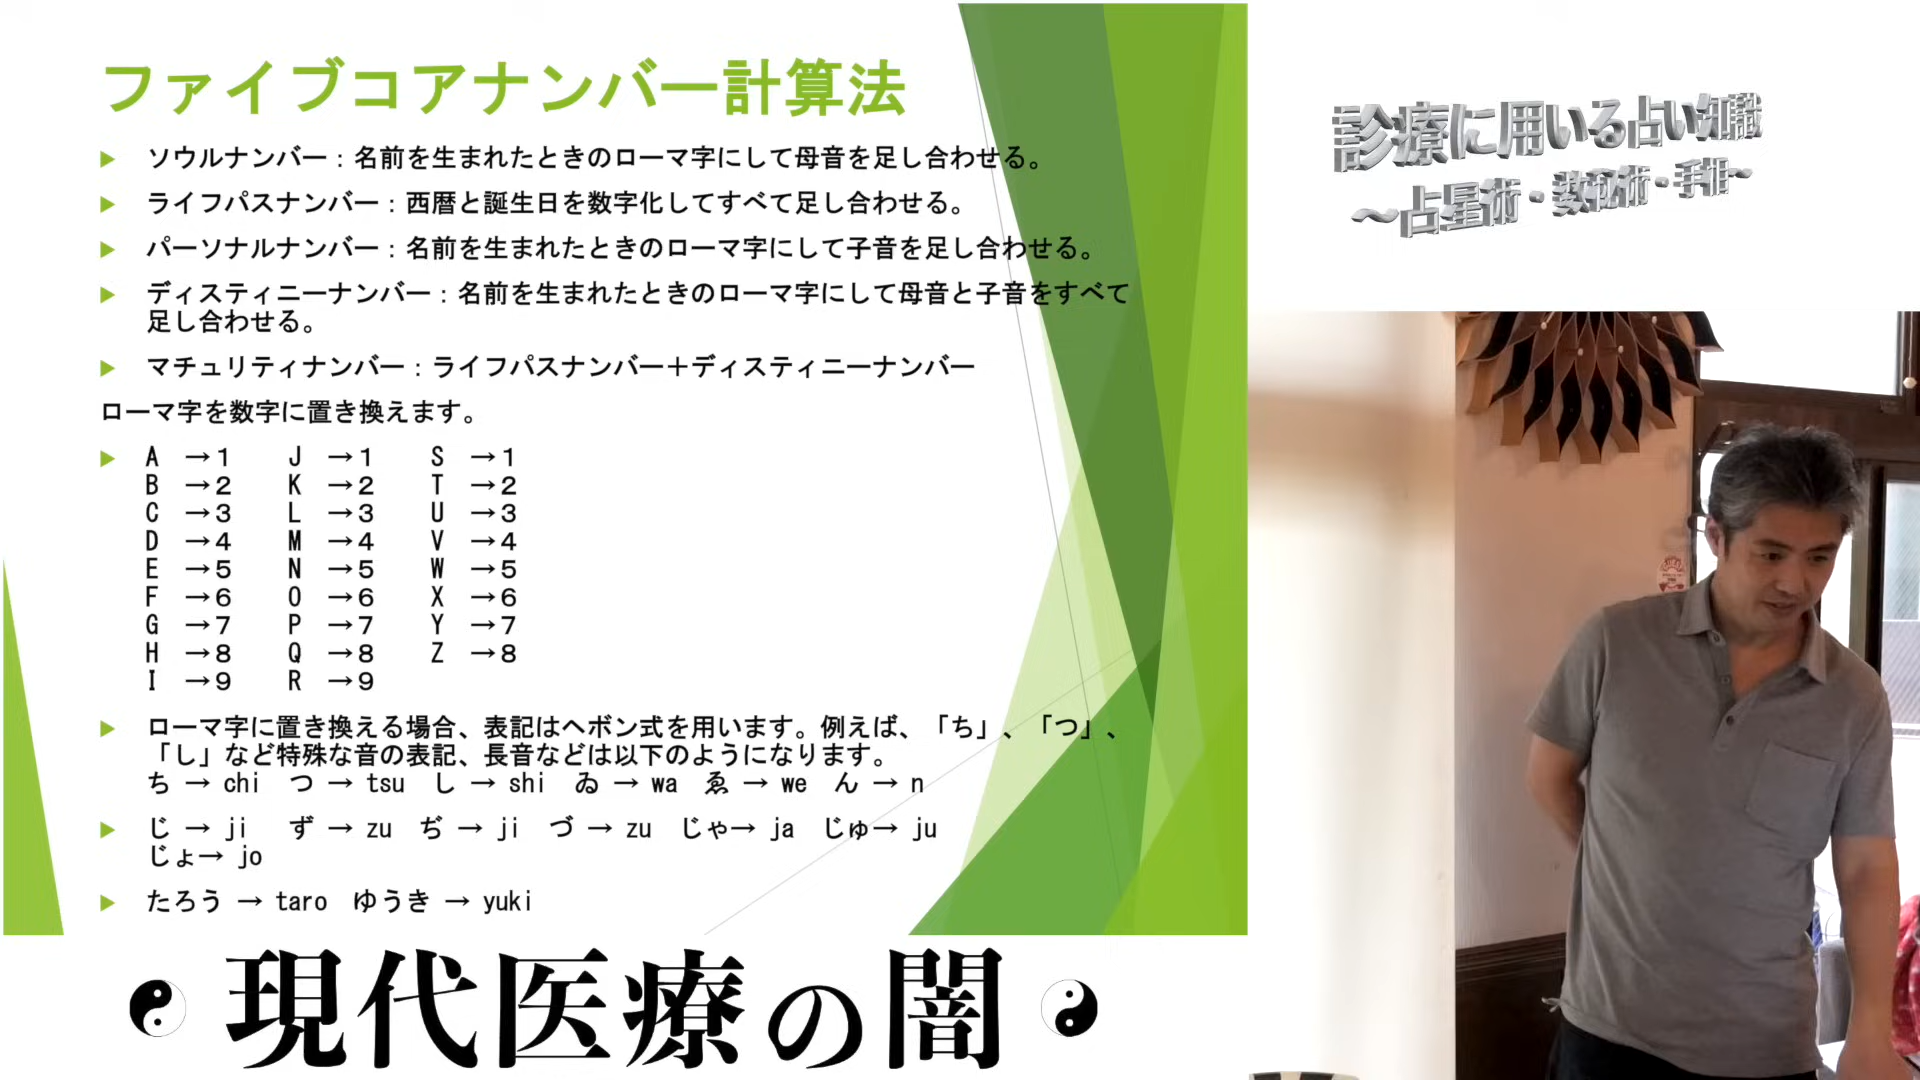 ファイブコアナンバー計算法
ソウルナンバー：名前を生まれたときのローマ字にして母音を足し合わせる。
ライフパスナンバー：西暦と誕生日を数字化してすべて足し合わせる。
パーソナルナンバー：名前を生まれたときのローマ字にして子音を足し合わせる。
ディスティニーナンバー：名前を生まれたときのローマ字にして母音と子音をすべて
足し合わせる。
マチュリティナンバー：ライフパスナンバー＋ディスティニーナンバー
ローマ字を数字に置き換えます。
A →1 J →1 S →1
B →2 K →2 T →2
C →3 L →3 U →3
D →4 M →4 V →4
E →5 N →5 W →5
F →6 O →6 X →6
G →7 P →7 Y →7
H →8 Q →8 Z →8
I →9 R →9
ローマ字に置き換える場合、表記はヘボン式を用います。例えば、「ち」、「つ」、
「し」など特殊な音の表記、長音などは以下のようになります。
ち → chi つ → tsu し → shi ゐ → wa ゑ → we ん → n
じ → ji ず → zu ぢ → ji づ → zu じゃ→ ja じゅ→ ju
じょ→ jo
たろう → taro ゆうき → yuki
診療に用いる占い知識
～占星術・数秘術・手相～
現代医療の闇